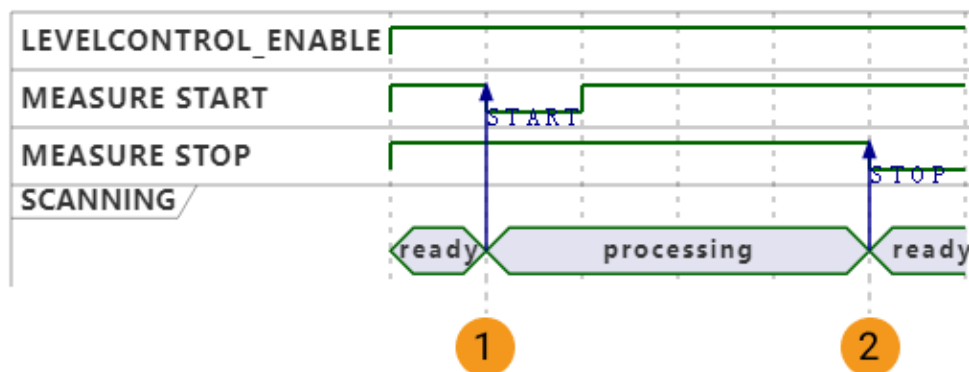 LEVELCONTROL_ENABLE
MEASURE START
START
MEASURE STOP
STOP
SCANNING
ready processing ready
1 2